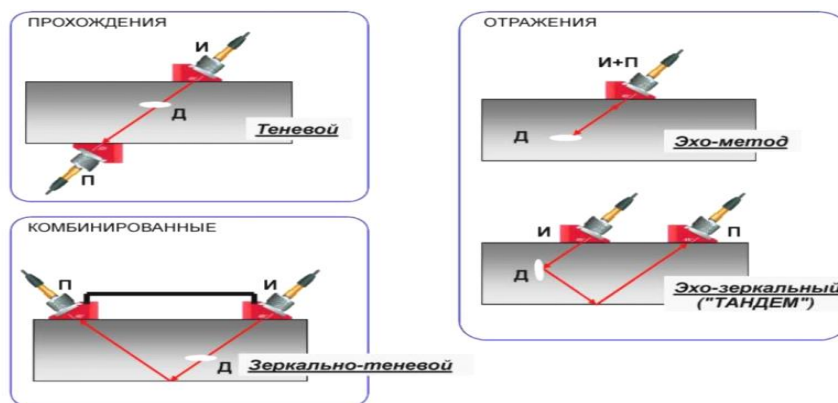 ПРОХОЖДЕНИЯ
И
Д
Теневой
П
КОМБИНИРОВАННЫЕ
П
И
Д
Зеркально-теневой
ОТРАЖЕНИЯ
И+П
Д
Эхо-метод
И
П
Д
Эхо-зеркальный
("ТАНДЕМ")